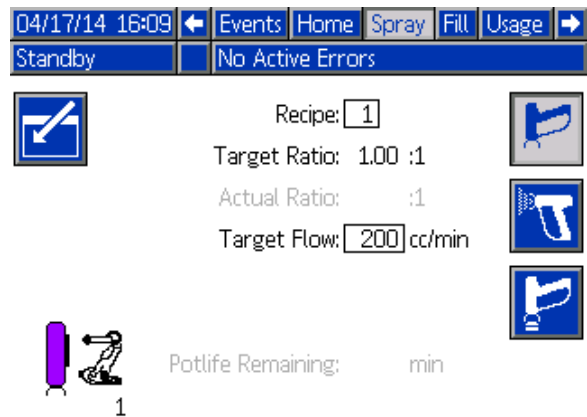 04/17/14 16:09 Events Home Spray Fill Usage
Standby No Active Errors
Recipe: 1
Target Ratio: 1.00 :1
Actual Ratio: :1
Target Flow: 200 cc/min
Potlife Remaining: min
1